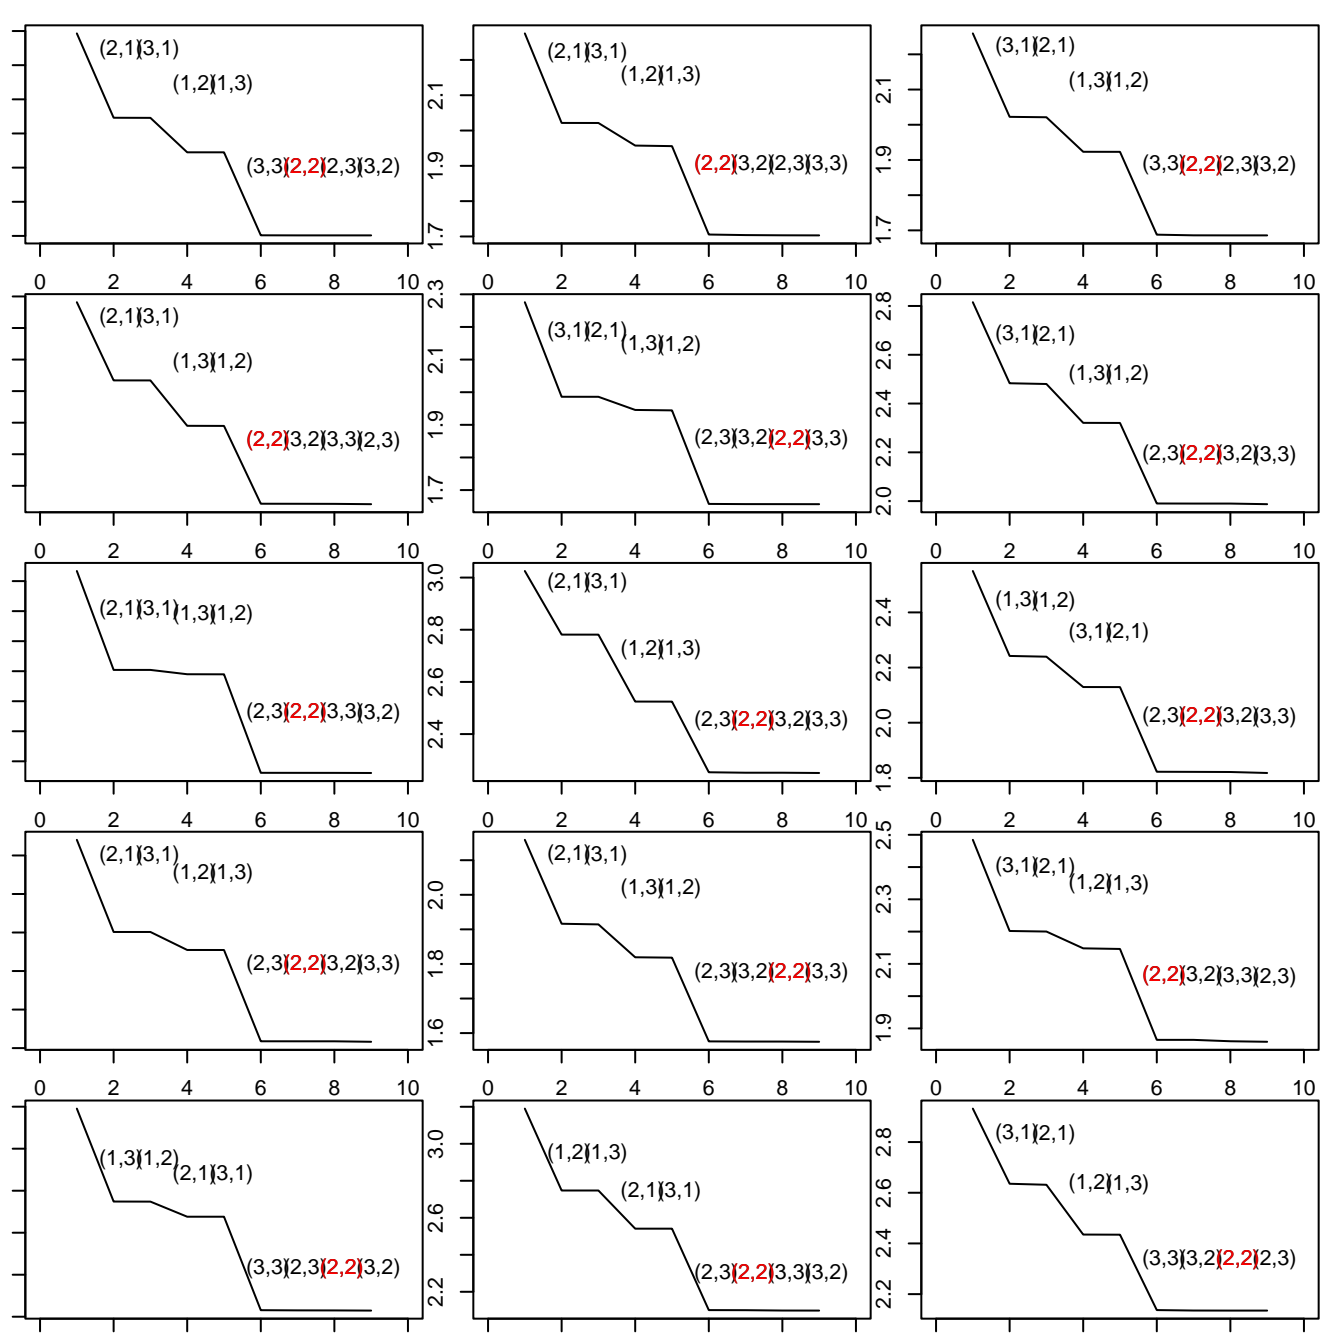 (2,1)(3,1)
(1,2)(1,3)
(3,3)(2,2)(2,3)(3,2)
1.7 1.9 2.1
(2,1)(3,1)
(1,2)(1,3)
(2,2)(3,2)(2,3)(3,3)
1.7 1.9 2.1
(3,1)(2,1)
(1,3)(1,2)
(3,3)(2,2)(2,3)(3,2)
0 2 4 6 8 10
0 2 4 6 8 10
0 2 4 6 8 10
(2,1)(3,1)
(1,3)(1,2)
(2,2)(3,2)(3,3)(2,3)
1.7 1.9 2.1 2.3
(3,1)(2,1)
(1,3)(1,2)
(2,3)(3,2)(2,2)(3,3)
2.0 2.2 2.4 2.6 2.8
(3,1)(2,1)
(1,3)(1,2)
(2,3)(2,2)(3,2)(3,3)
0 2 4 6 8 10
0 2 4 6 8 10
0 2 4 6 8 10
(2,1)(3,1)
(1,3)(1,2)
(2,3)(2,2)(3,3)(3,2)
2.4 2.6 2.8 3.0
(2,1)(3,1)
(1,2)(1,3)
(2,3)(2,2)(3,2)(3,3)
1.8 2.0 2.2 2.4
(1,3)(1,2)
(3,1)(2,1)
(2,3)(2,2)(3,2)(3,3)
0 2 4 6 8 10
0 2 4 6 8 10
0 2 4 6 8 10
(2,1)(3,1)
(1,2)(1,3)
(2,3)(2,2)(3,2)(3,3)
1.6 1.8 2.0
(2,1)(3,1)
(1,3)(1,2)
(2,3)(3,2)(2,2)(3,3)
1.9 2.1 2.3 2.5
(3,1)(2,1)
(1,2)(1,3)
(2,2)(3,2)(3,3)(2,3)
0 2 4 6 8 10
0 2 4 6 8 10
0 2 4 6 8 10
(1,3)(1,2)
(2,1)(3,1)
(3,3)(2,3)(2,2)(3,2)
2.2 2.6 3.0
(1,2)(1,3)
(2,1)(3,1)
(2,3)(2,2)(3,3)(3,2)
2.2 2.4 2.6 2.8
(3,1)(2,1)
(1,2)(1,3)
(3,3)(3,2)(2,2)(2,3)